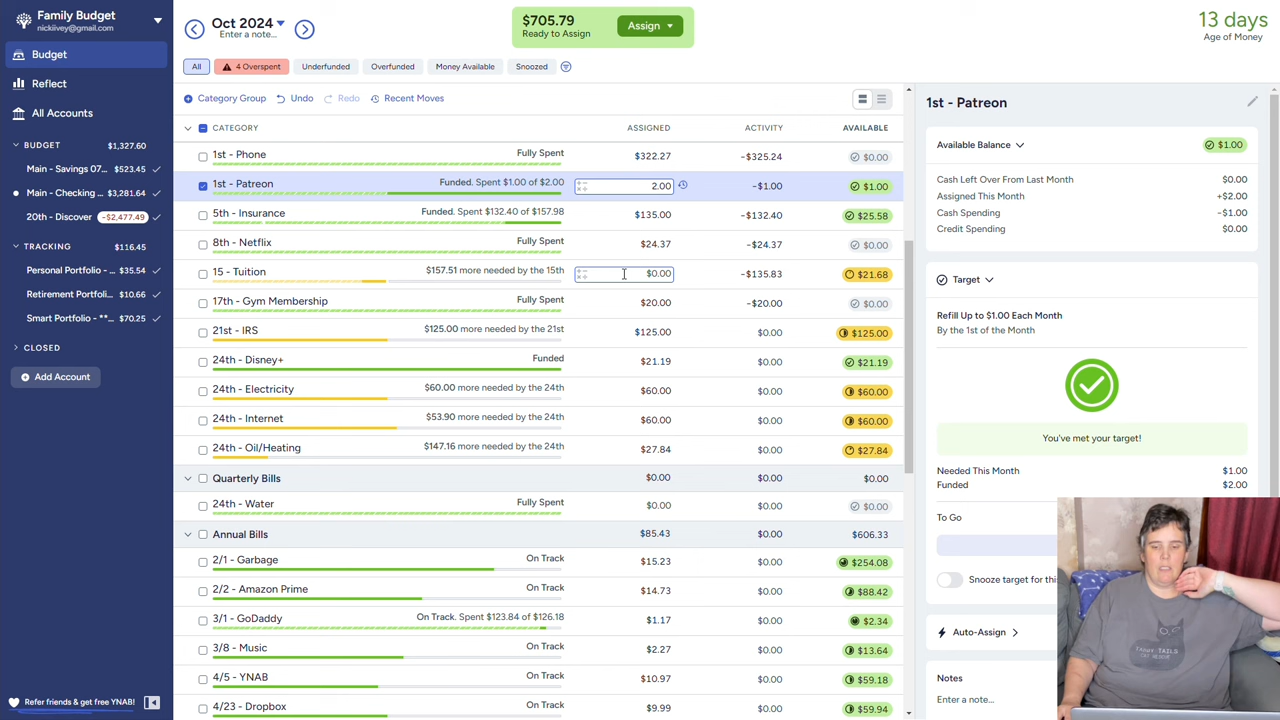 Family Budget
nickiivey@gmail.com
Budget
Reflect
All Accounts
BUDGET $1,327.60
Main - Savings 07... $523.45
Main - Checking ... $3,281.64
20th - Discover -$2,477.49
TRACKING $116.45
Personal Portfolio - ... $35.54
Retirement Portfoli... $10.66
Smart Portfolio - **... $70.25
CLOSED
Add Account
Refer friends & get free YNAB!
Oct 2024
Enter a note...
$705.79
Ready to Assign
Assign
13 days
Age of Money
All
4 Overspent
Underfunded
Overfunded
Money Available
Snoozed
Category Group
Undo
Redo
Recent Moves
CATEGORY ASSIGNED ACTIVITY AVAILABLE
1st - Phone Fully Spent $322.27 -$325.24 $0.00
1st - Patreon Funded. Spent $1.00 of $2.00 2.00 -$1.00 $1.00
5th - Insurance Funded. Spent $132.40 of $157.98 $135.00 -$132.40 $25.58
8th - Netflix Fully Spent $24.37 -$24.37 $0.00
15 - Tuition $157.51 more needed by the 15th $0.00 -$135.83 $21.68
17th - Gym Membership Fully Spent $20.00 -$20.00 $0.00
21st - IRS $125.00 more needed by the 21st $125.00 $0.00 $125.00
24th - Disney+ Funded $21.19 $0.00 $21.19
24th - Electricity $60.00 more needed by the 24th $60.00 $0.00 $60.00
24th - Internet $53.90 more needed by the 24th $60.00 $0.00 $60.00
24th - Oil/Heating $147.16 more needed by the 24th $27.84 $0.00 $27.84
Quarterly Bills $0.00 $0.00 $0.00
24th - Water Fully Spent $0.00 $0.00 $0.00
Annual Bills $85.43 $0.00 $606.33
2/1 - Garbage On Track $15.23 $0.00 $254.08
2/2 - Amazon Prime On Track $14.73 $0.00 $88.42
3/1 - GoDaddy On Track. Spent $123.84 of $126.18 $1.17 $0.00 $2.34
3/8 - Music On Track $2.27 $0.00 $13.64
4/5 - YNAB On Track $10.97 $0.00 $59.18
4/23 - Dropbox On Track $9.99 $0.00 $59.94
1st - Patreon
Available Balance $1.00
Cash Left Over From Last Month $0.00
Assigned This Month +$2.00
Cash Spending -$1.00
Credit Spending $0.00
Target
Refill Up to $1.00 Each Month
By the 1st of the Month
You've met your target!
Needed This Month $1.00
Funded $2.00
To Go
Snooze target for thi
Auto-Assign
Notes
Enter a note...
TABBY TAILS
CAT RESCUE